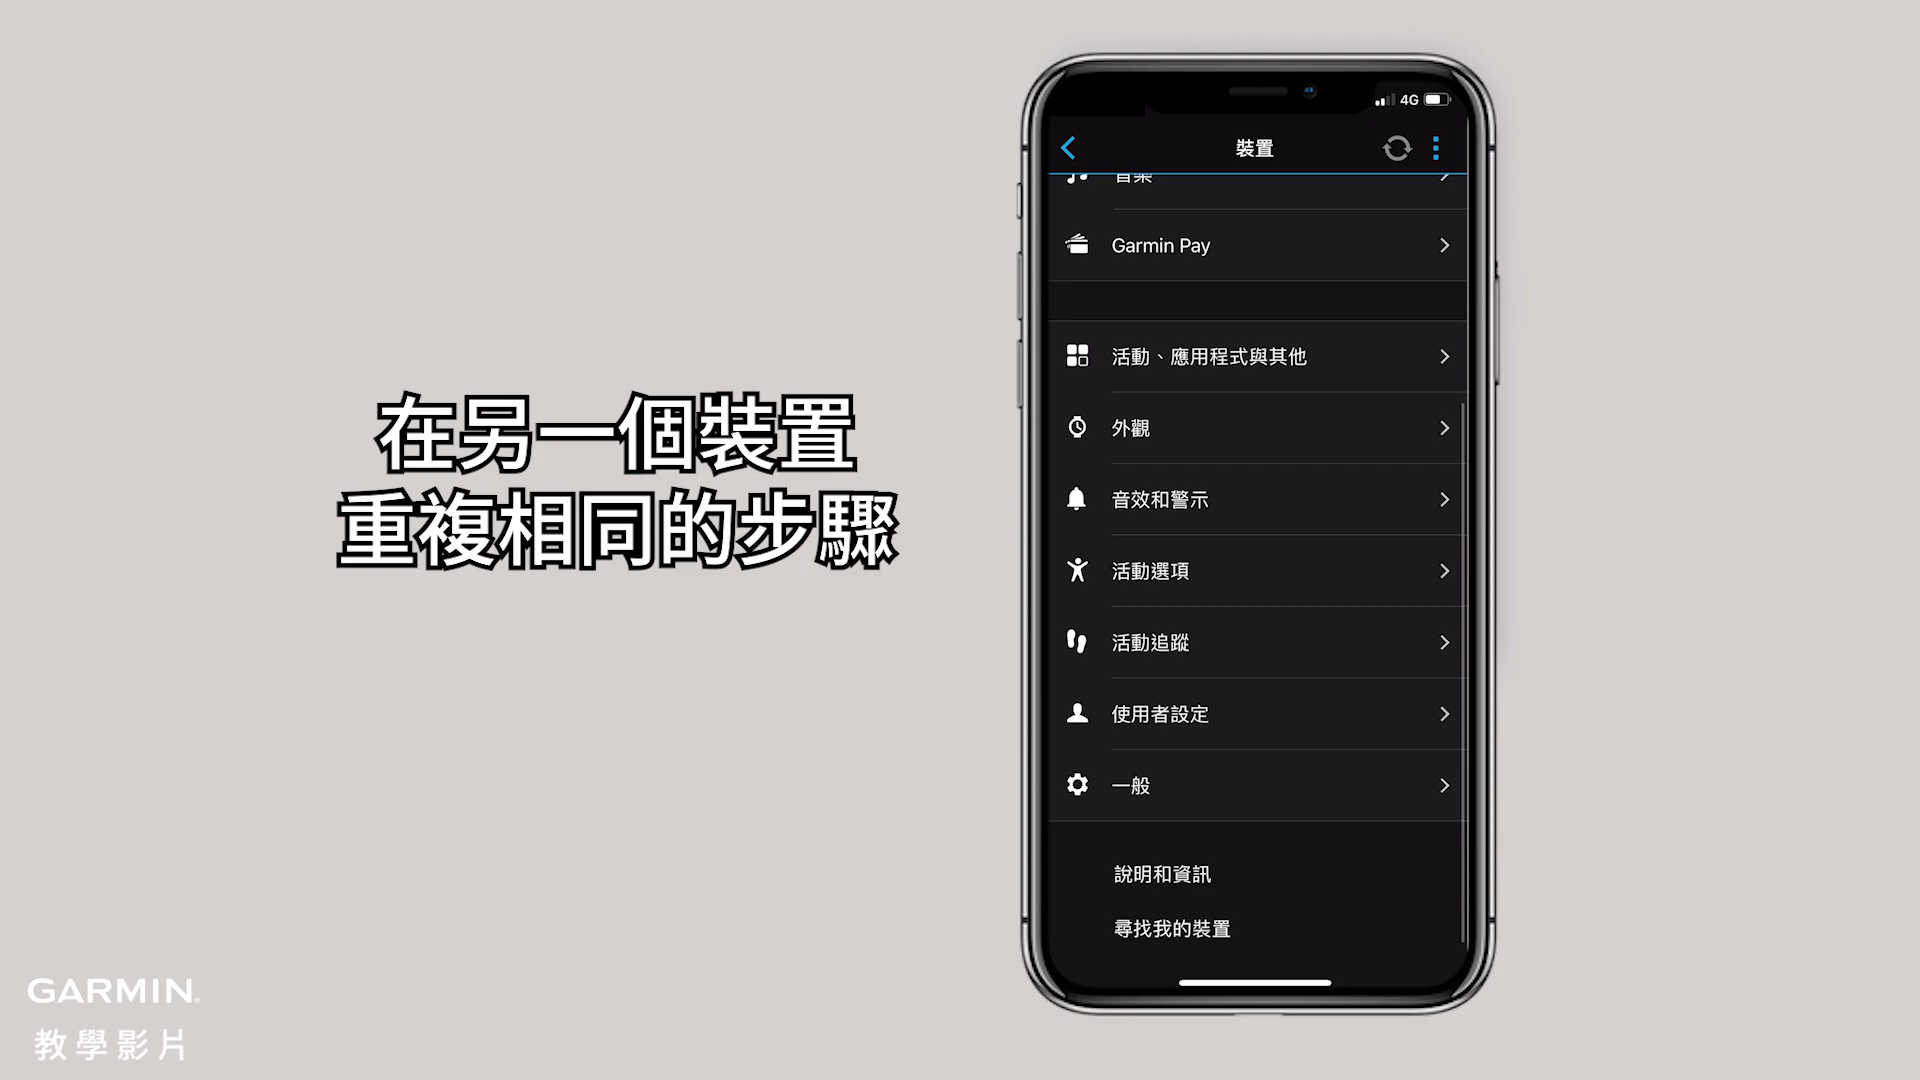 在另一個裝置
重複相同的步驟
4G
裝置
音樂
Garmin Pay
活動、應用程式與其他
外觀
音效和警示
活動選項
活動追蹤
使用者設定
一般
說明和資訊
尋找我的裝置
GARMIN®
教學影片